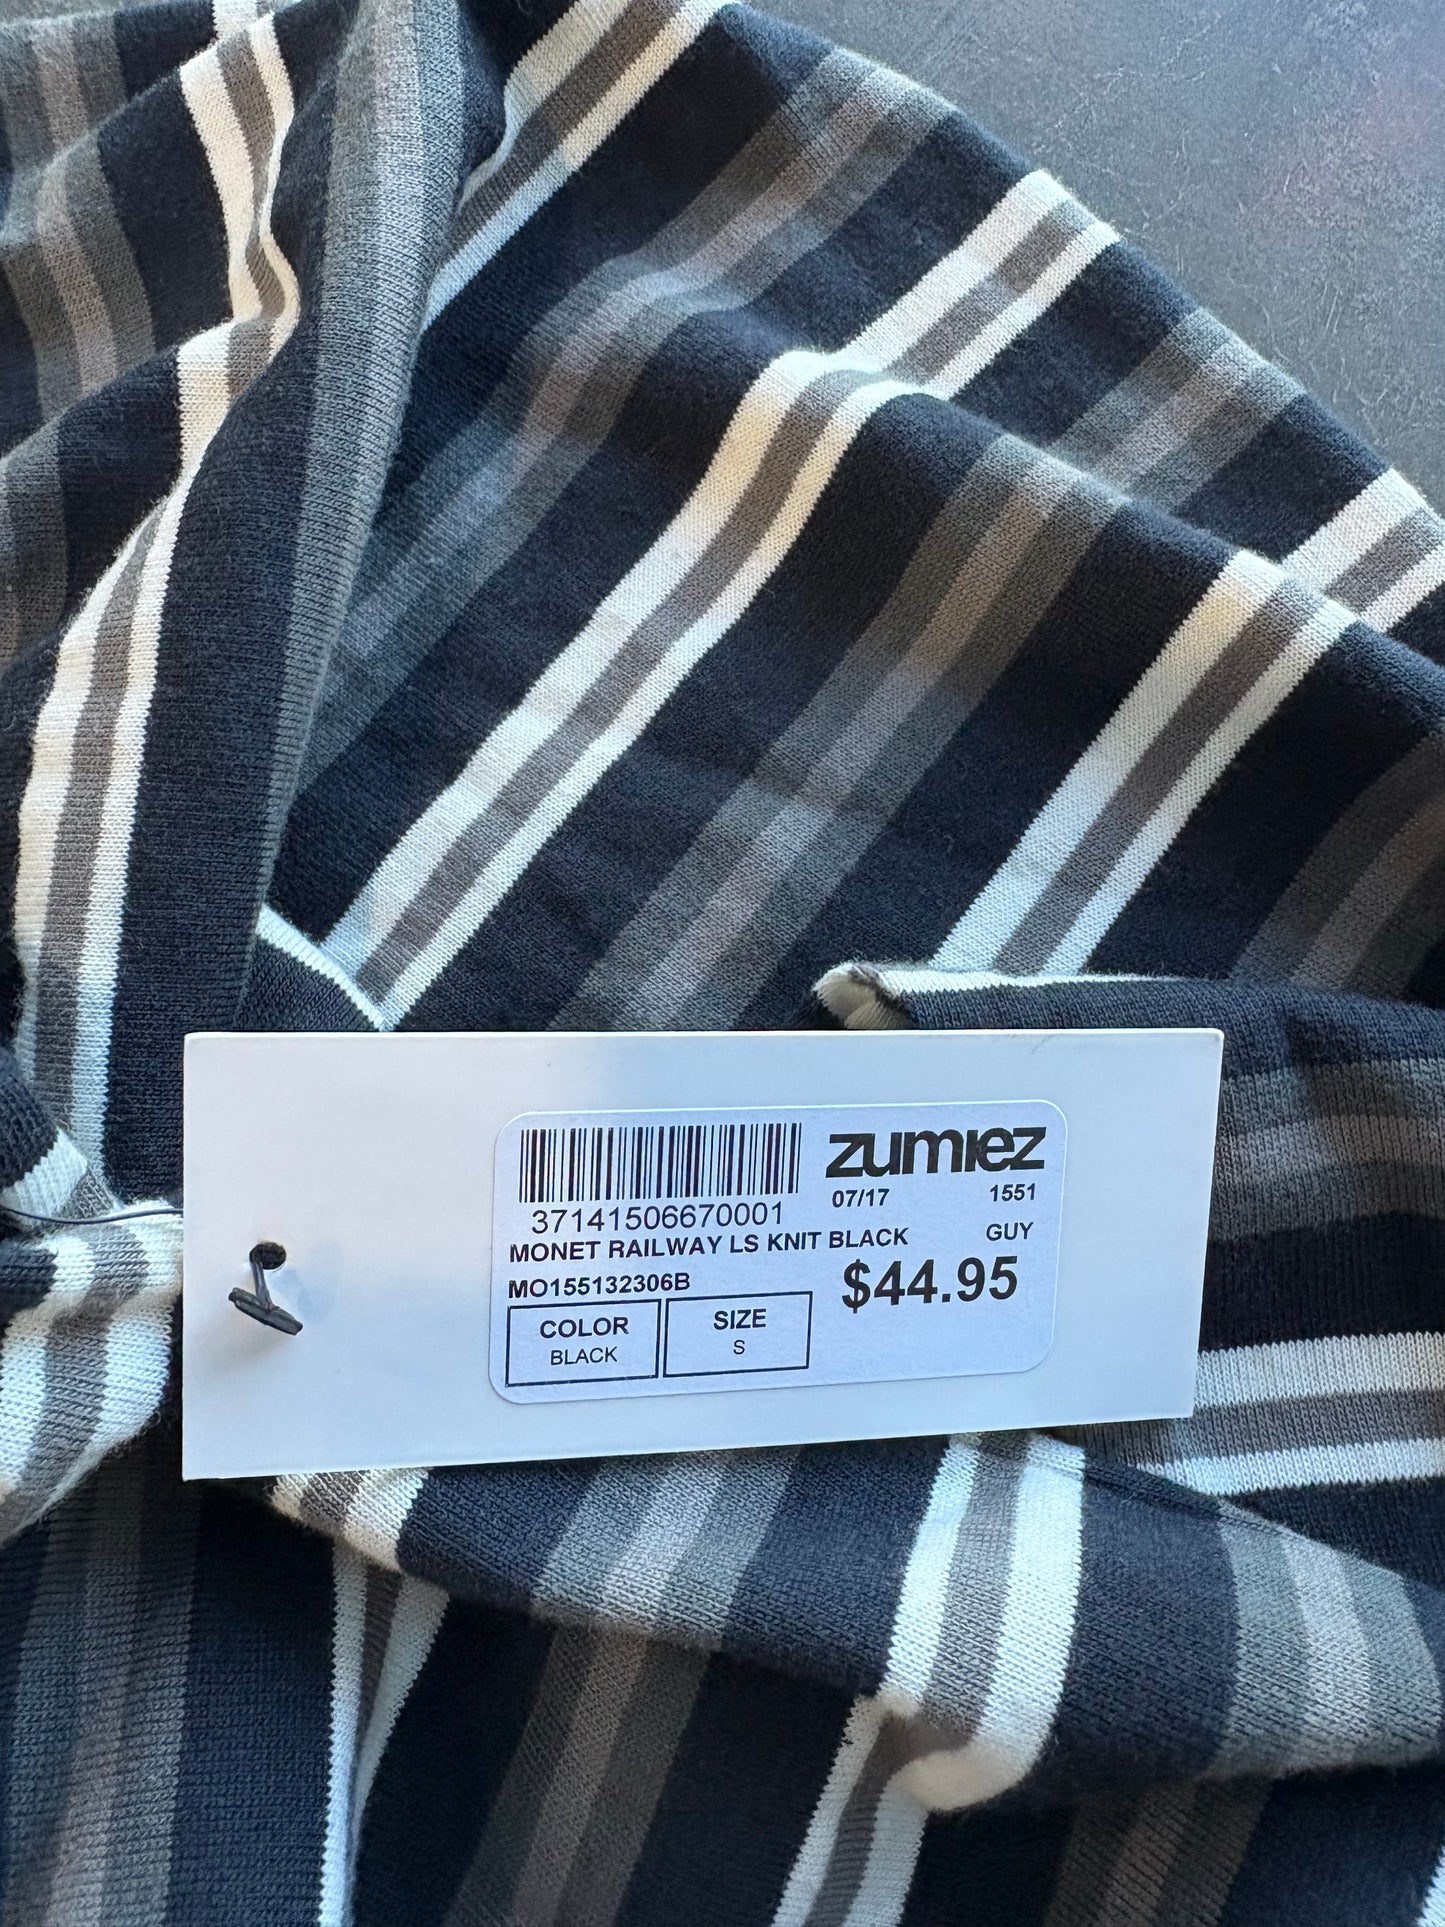 zumiez
07/17 1551
37141506670001
MONET RAILWAY LS KNIT BLACK GUY
MO155132306B $44.95
COLOR SIZE
BLACK S